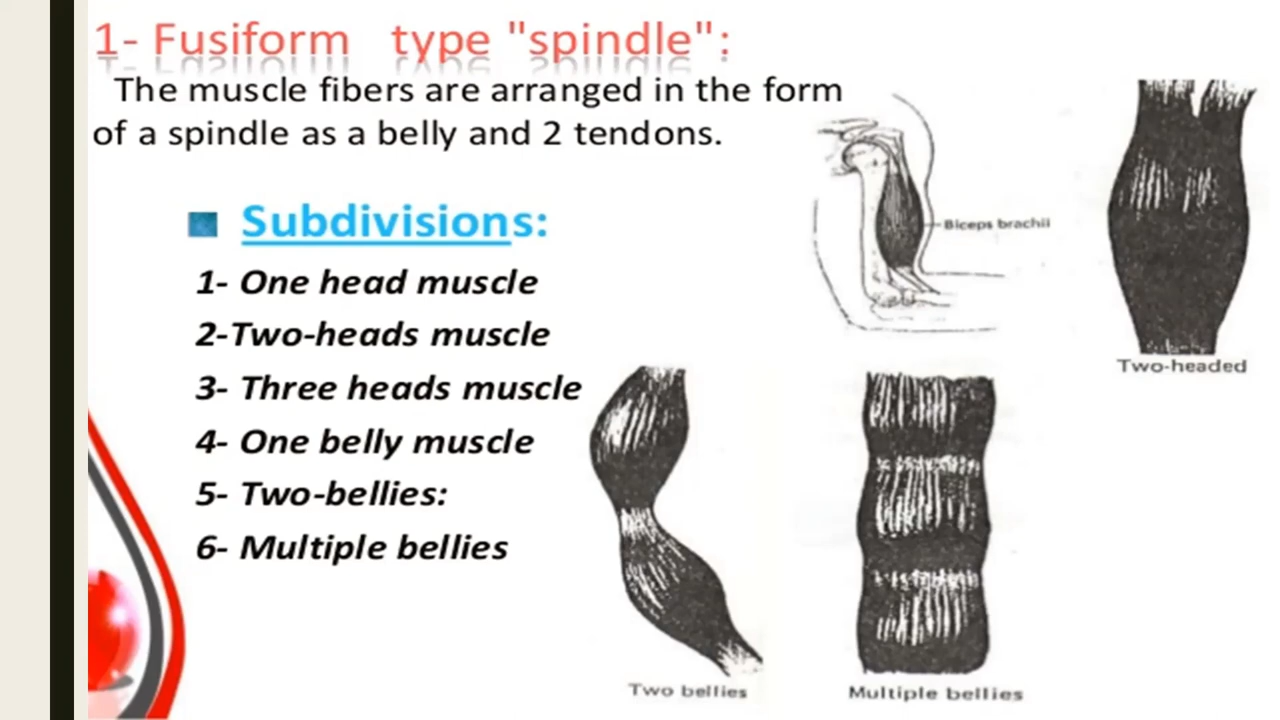 1- Fusiform type "spindle":
The muscle fibers are arranged in the form
of a spindle as a belly and 2 tendons.
Subdivisions:
1- One head muscle
2-Two-heads muscle
3- Three heads muscle
4- One belly muscle
5- Two-bellies:
6- Multiple bellies
Biceps brachii
Two-headed
Two bellies
Multiple bellies